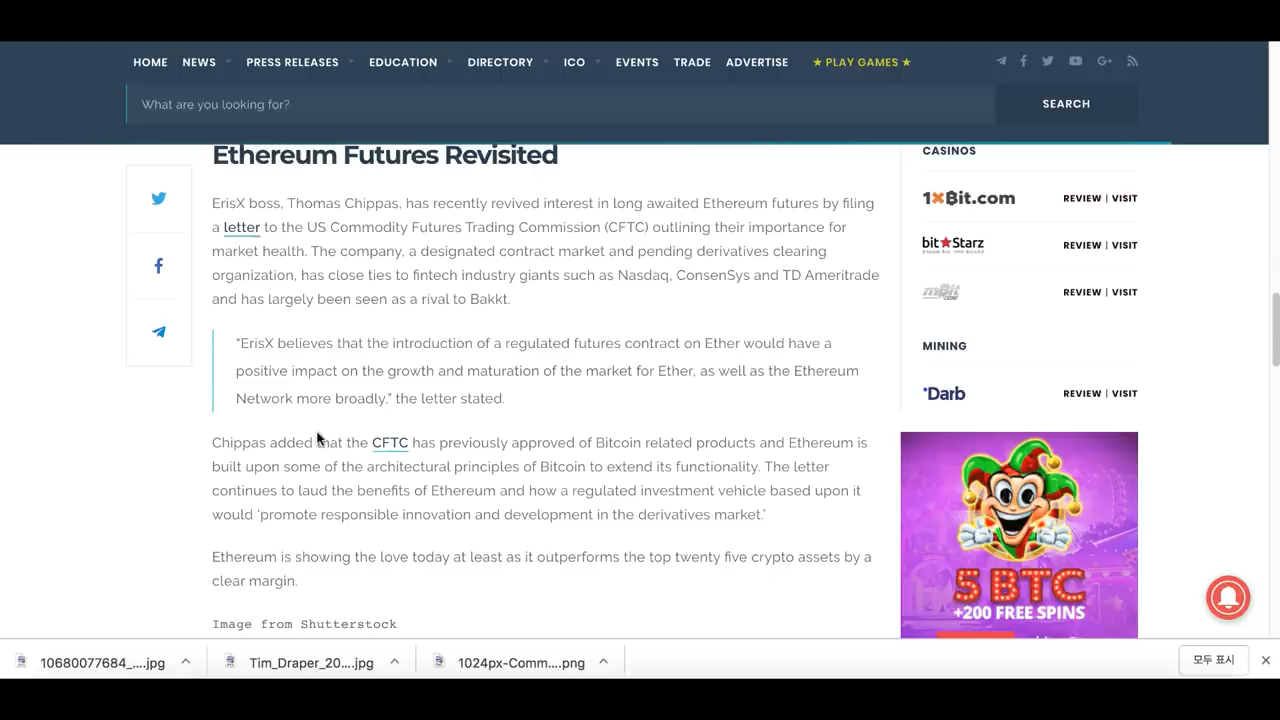 HOME NEWS PRESS RELEASES EDUCATION DIRECTORY ICO EVENTS TRADE ADVERTISE ★ PLAY GAMES ★
What are you looking for?
SEARCH
Ethereum Futures Revisited
ErisX boss, Thomas Chippas, has recently revived interest in long awaited Ethereum futures by filing
a letter to the US Commodity Futures Trading Commission (CFTC) outlining their importance for
market health. The company, a designated contract market and pending derivatives clearing
organization, has close ties to fintech industry giants such as Nasdaq, ConsenSys and TD Ameritrade
and has largely been seen as a rival to Bakkt.
"ErisX believes that the introduction of a regulated futures contract on Ether would have a
positive impact on the growth and maturation of the market for Ether, as well as the Ethereum
Network more broadly." the letter stated.
Chippas added that the CFTC has previously approved of Bitcoin related products and Ethereum is
built upon some of the architectural principles of Bitcoin to extend its functionality. The letter
continues to laud the benefits of Ethereum and how a regulated investment vehicle based upon it
would ‘promote responsible innovation and development in the derivatives market.’
Ethereum is showing the love today at least as it outperforms the top twenty five crypto assets by a
clear margin.
Image from Shutterstock
CASINOS
1XBit.com REVIEW | VISIT
bit★Starz REVIEW | VISIT
mBit CASINO REVIEW | VISIT
MINING
Darb REVIEW | VISIT
5 BTC
+200 FREE SPINS
10680077684_....jpg
Tim_Draper_20....jpg
1024px-Comm....png
모두 표시